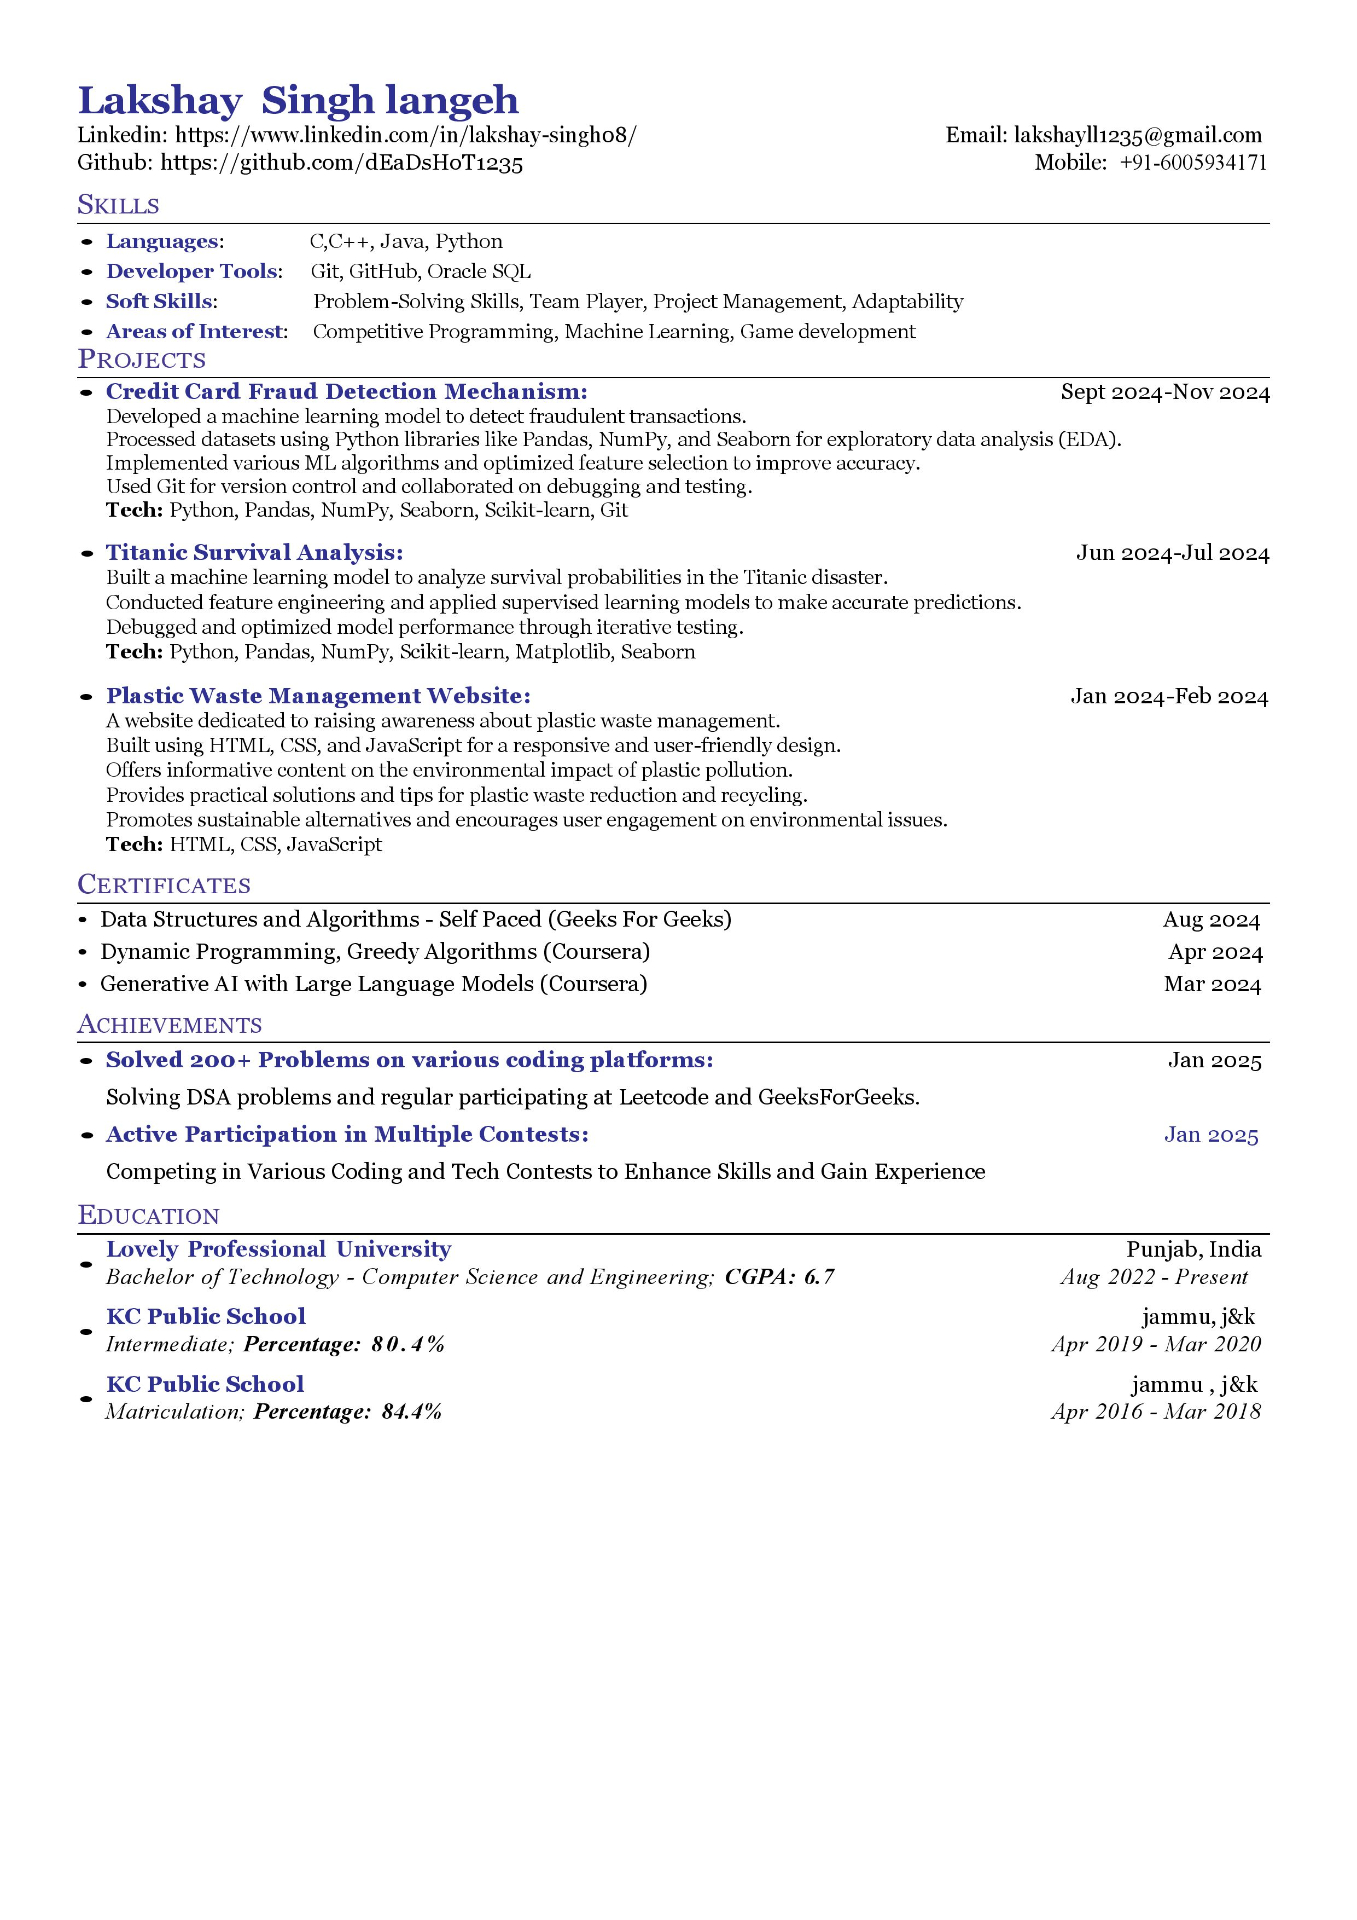 Lakshay Singh langeh
Linkedin: https://www.linkedin.com/in/lakshay-singh08/ Email: lakshayll1235@gmail.com
Github: https://github.com/dEaDsHoT1235 Mobile: +91-6005934171
SKILLS
• Languages: C,C++, Java, Python
• Developer Tools: Git, GitHub, Oracle SQL
• Soft Skills: Problem-Solving Skills, Team Player, Project Management, Adaptability
• Areas of Interest: Competitive Programming, Machine Learning, Game development
PROJECTS
• Credit Card Fraud Detection Mechanism: Sept 2024-Nov 2024
Developed a machine learning model to detect fraudulent transactions.
Processed datasets using Python libraries like Pandas, NumPy, and Seaborn for exploratory data analysis (EDA).
Implemented various ML algorithms and optimized feature selection to improve accuracy.
Used Git for version control and collaborated on debugging and testing.
Tech: Python, Pandas, NumPy, Seaborn, Scikit-learn, Git
• Titanic Survival Analysis: Jun 2024-Jul 2024
Built a machine learning model to analyze survival probabilities in the Titanic disaster.
Conducted feature engineering and applied supervised learning models to make accurate predictions.
Debugged and optimized model performance through iterative testing.
Tech: Python, Pandas, NumPy, Scikit-learn, Matplotlib, Seaborn
• Plastic Waste Management Website: Jan 2024-Feb 2024
A website dedicated to raising awareness about plastic waste management.
Built using HTML, CSS, and JavaScript for a responsive and user-friendly design.
Offers informative content on the environmental impact of plastic pollution.
Provides practical solutions and tips for plastic waste reduction and recycling.
Promotes sustainable alternatives and encourages user engagement on environmental issues.
Tech: HTML, CSS, JavaScript
CERTIFICATES
• Data Structures and Algorithms - Self Paced (Geeks For Geeks) Aug 2024
• Dynamic Programming, Greedy Algorithms (Coursera) Apr 2024
• Generative AI with Large Language Models (Coursera) Mar 2024
ACHIEVEMENTS
• Solved 200+ Problems on various coding platforms: Jan 2025
Solving DSA problems and regular participating at Leetcode and GeeksForGeeks.
• Active Participation in Multiple Contests: Jan 2025
Competing in Various Coding and Tech Contests to Enhance Skills and Gain Experience
EDUCATION
• Lovely Professional University Punjab, India
Bachelor of Technology - Computer Science and Engineering; CGPA: 6.7 Aug 2022 - Present
• KC Public School jammu, j&k
Intermediate; Percentage: 80.4% Apr 2019 - Mar 2020
• KC Public School jammu , j&k
Matriculation; Percentage: 84.4% Apr 2016 - Mar 2018